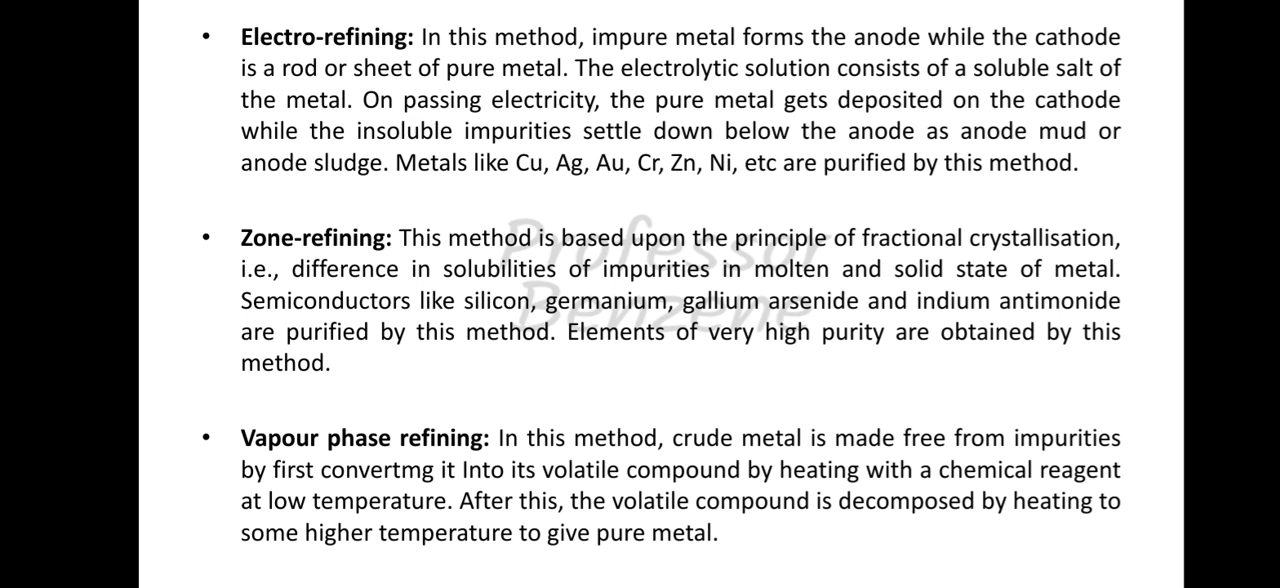 • Electro-refining: In this method, impure metal forms the anode while the cathode
is a rod or sheet of pure metal. The electrolytic solution consists of a soluble salt of
the metal. On passing electricity, the pure metal gets deposited on the cathode
while the insoluble impurities settle down below the anode as anode mud or
anode sludge. Metals like Cu, Ag, Au, Cr, Zn, Ni, etc are purified by this method.
Professor
Benzene
• Zone-refining: This method is based upon the principle of fractional crystallisation,
i.e., difference in solubilities of impurities in molten and solid state of metal.
Semiconductors like silicon, germanium, gallium arsenide and indium antimonide
are purified by this method. Elements of very high purity are obtained by this
method.
• Vapour phase refining: In this method, crude metal is made free from impurities
by first convertmg it Into its volatile compound by heating with a chemical reagent
at low temperature. After this, the volatile compound is decomposed by heating to
some higher temperature to give pure metal.